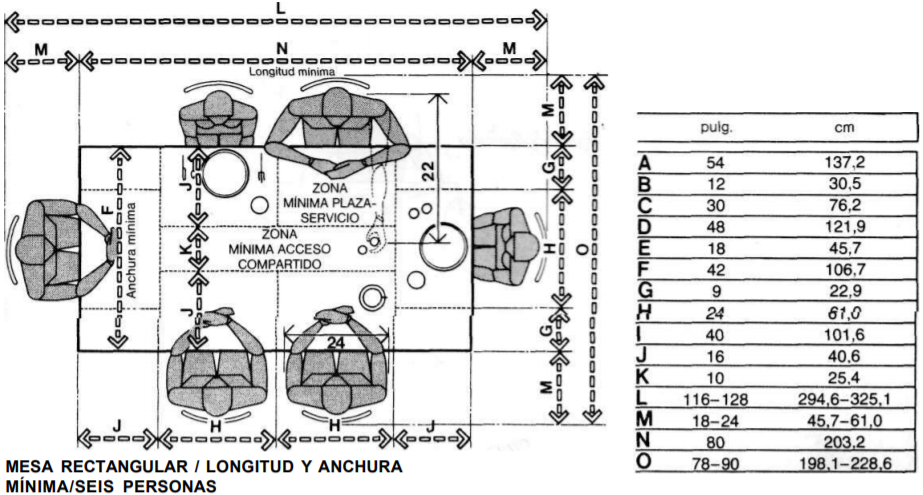 L
M N M
Longitud mínima
M
J
22
G
ZONA
MÍNIMA PLAZA-
SERVICIO
F
Anchura mínima
K
ZONA
MÍNIMA ACCESO
COMPARTIDO
H
O
J
24
G
M
J H H J
MESA RECTANGULAR / LONGITUD Y ANCHURA
MÍNIMA/SEIS PERSONAS
pulg. cm
A 54 137,2
B 12 30,5
C 30 76,2
D 48 121,9
E 18 45,7
F 42 106,7
G 9 22,9
H 24 61,0
I 40 101,6
J 16 40,6
K 10 25,4
L 116–128 294,6–325,1
M 18–24 45,7–61,0
N 80 203,2
O 78–90 198,1–228,6